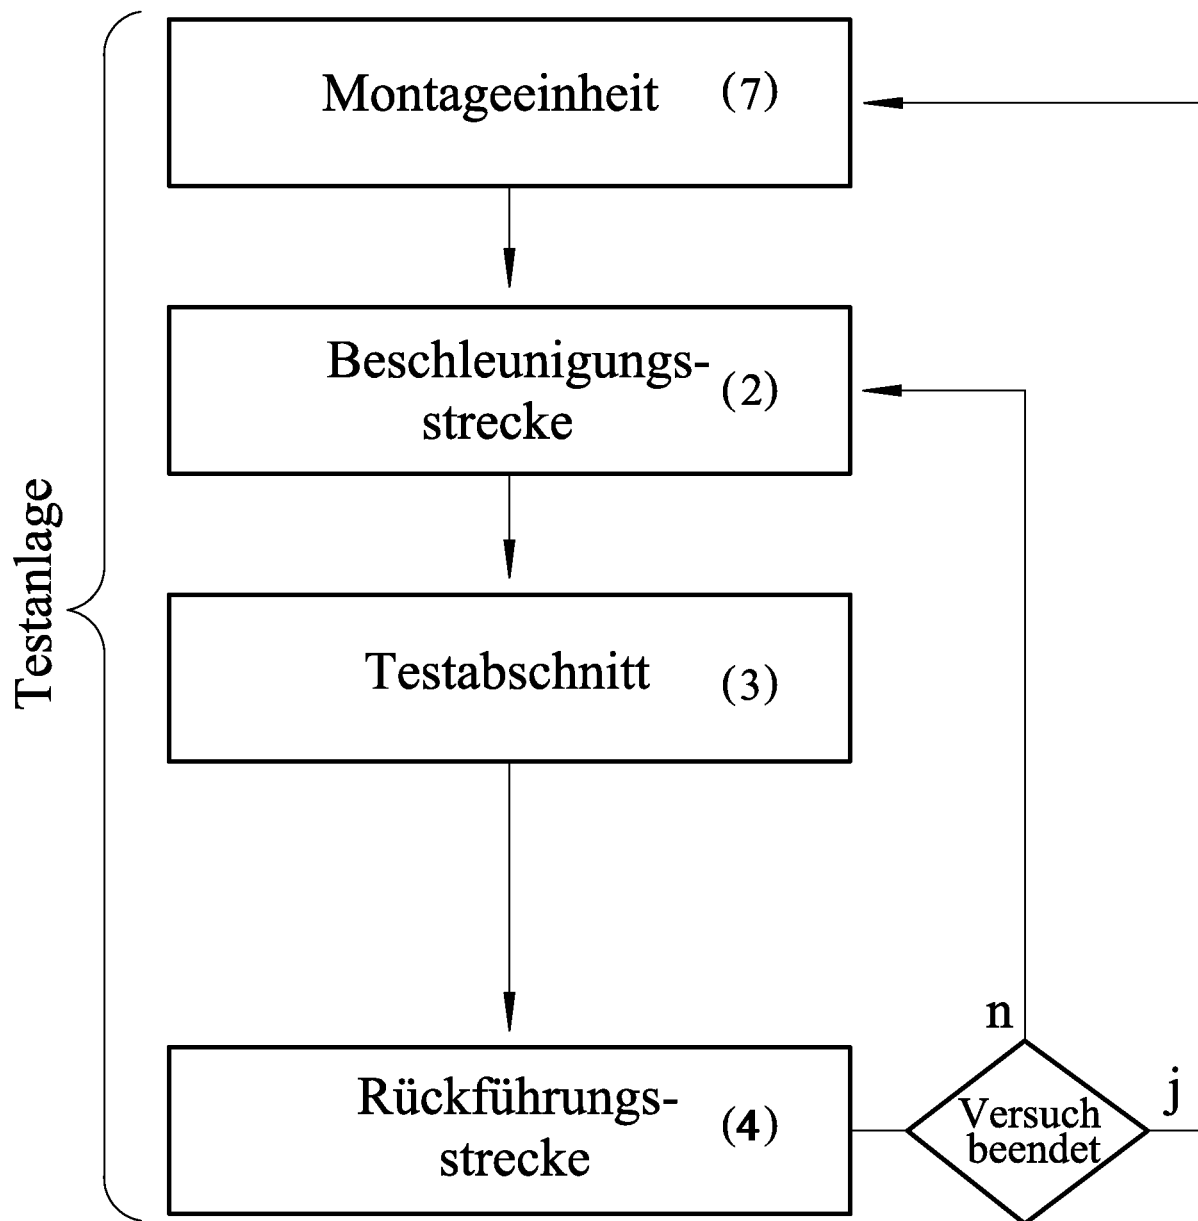 Testanlage
Montageeinheit (7)
Beschleunigungs-
strecke
(2)
Testabschnitt (3)
Rückführungs-
strecke
(4)
n
j
Versuch
beendet